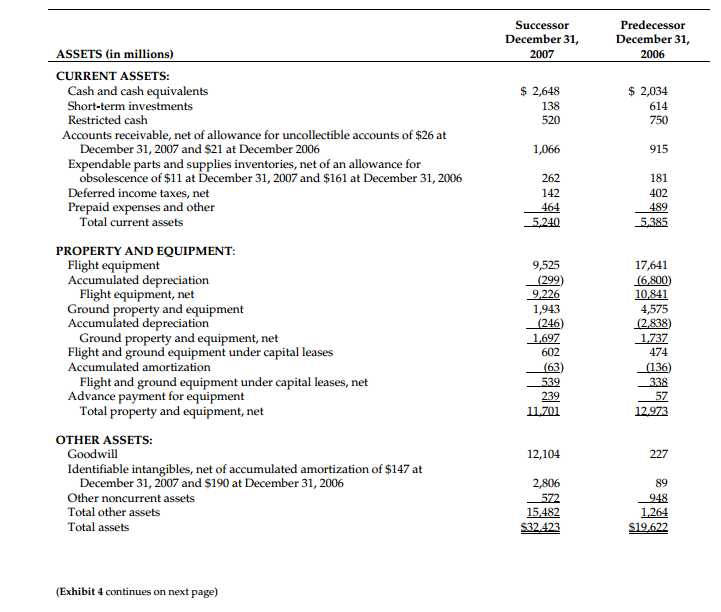 Successor Predecessor
December 31, December 31,
ASSETS (in millions) 2007 2006
CURRENT ASSETS:
Cash and cash equivalents $ 2,648 $ 2,034
Short-term investments 138 614
Restricted cash 520 750
Accounts receivable, net of allowance for uncollectible accounts of $26 at
December 31, 2007 and $21 at December 2006 1,066 915
Expendable parts and supplies inventories, net of an allowance for
obsolescence of $11 at December 31, 2007 and $161 at December 31, 2006 262 181
Deferred income taxes, net 142 402
Prepaid expenses and other 464 489
Total current assets 5,240 5,385
PROPERTY AND EQUIPMENT:
Flight equipment 9,525 17,641
Accumulated depreciation (299) (6,800)
Flight equipment, net 9,226 10,841
Ground property and equipment 1,943 4,575
Accumulated depreciation (246) (2,838)
Ground property and equipment, net 1,697 1,737
Flight and ground equipment under capital leases 602 474
Accumulated amortization (63) (136)
Flight and ground equipment under capital leases, net 539 338
Advance payment for equipment 239 57
Total property and equipment, net 11,701 12,973
OTHER ASSETS:
Goodwill 12,104 227
Identifiable intangibles, net of accumulated amortization of $147 at
December 31, 2007 and $190 at December 31, 2006 2,806 89
Other noncurrent assets 572 948
Total other assets 15,482 1,264
Total assets $32,423 $19,622
(Exhibit 4 continues on next page)